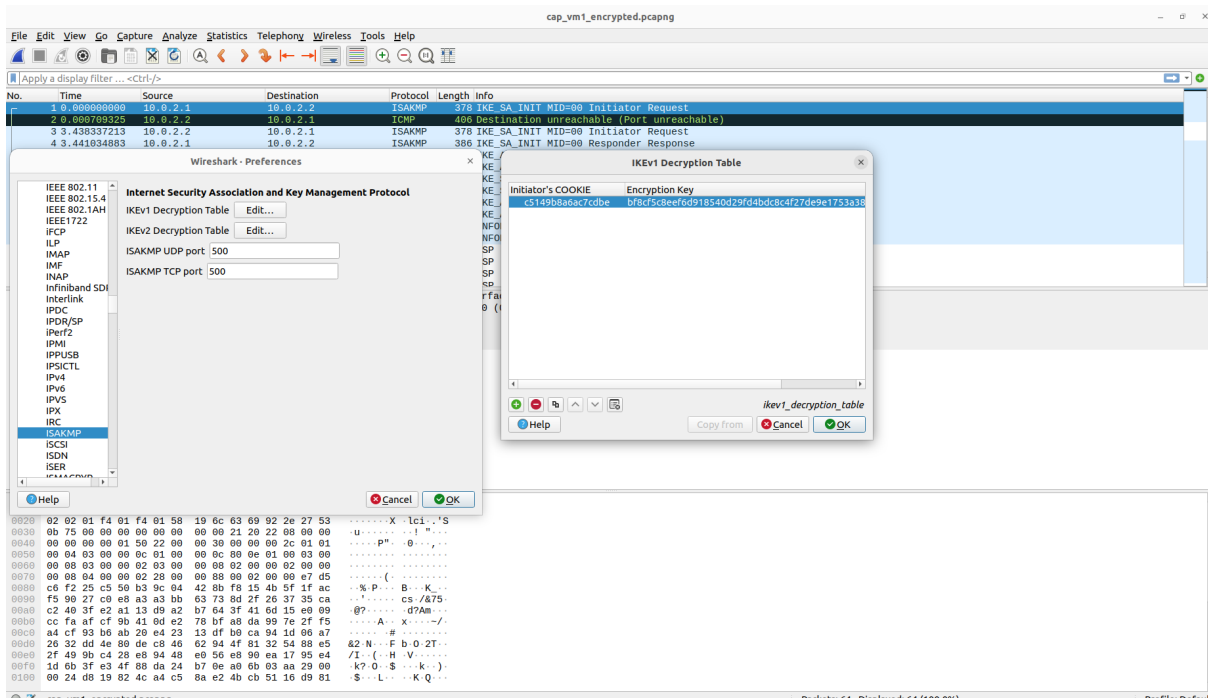 cap_vm1_encrypted.pcapng
File Edit View Go Capture Analyze Statistics Telephony Wireless Tools Help
Apply a display filter ... <Ctrl-/>
No. Time Source Destination Protocol Length Info
1 0.000000000 10.0.2.1 10.0.2.2 ISAKMP 378 IKE_SA_INIT MID=00 Initiator Request
2 0.000709325 10.0.2.2 10.0.2.1 ICMP 406 Destination unreachable (Port unreachable)
3 3.438337213 10.0.2.2 10.0.2.1 ISAKMP 378 IKE_SA_INIT MID=00 Initiator Request
4 3.441034883 10.0.2.1 10.0.2.2 ISAKMP 386 IKE_SA_INIT MID=00 Responder Response
Wireshark · Preferences
IEEE 802.11
IEEE 802.15.4
IEEE 802.1AH
IEEE1722
iFCP
ILP
IMAP
IMF
INAP
Infiniband SDP
Interlink
IPDC
IPDR/SP
iPerf2
IPMI
IPPUSB
IPSICTL
IPv4
IPv6
IPVS
IPX
IRC
ISAKMP
iSCSI
ISDN
iSER
Internet Security Association and Key Management Protocol
IKEv1 Decryption Table Edit...
IKEv2 Decryption Table Edit...
ISAKMP UDP port 500
ISAKMP TCP port 500
Help Cancel OK
IKEv1 Decryption Table
Initiator's COOKIE Encryption Key
c5149b8a6ac7cdbe bf8cf5c8eef6d918540d29fd4bdc8c4f27de9e1753a38
ikev1_decryption_table
Help Copy from Cancel OK
0020 02 02 01 f4 01 f4 01 58 19 6c 63 69 92 2e 27 53 ·······X ·lci·.'S
0030 0b 75 00 00 00 00 00 00 00 00 21 20 22 08 00 00 ·u······ ··! "···
0040 00 00 00 00 01 50 22 00 00 30 00 00 00 2c 01 01 ·····P"· ·0···,··
0050 00 04 03 00 00 0c 01 00 00 0c 80 0e 01 00 03 00 ········ ········
0060 00 08 03 00 00 02 03 00 00 08 02 00 00 02 00 00 ········ ········
0070 00 08 04 00 00 02 28 00 00 88 00 02 00 00 e7 d5 ······(· ········
0080 c6 f2 25 c5 50 b3 9c 04 42 8b f8 15 4b 5f 1f ac ··%·P··· B···K_··
0090 f5 90 27 c0 e8 a3 a3 bb 63 73 8d 2f 26 37 35 ca ··'····· cs·/&75·
00a0 c2 40 3f e2 a1 13 d9 a2 b7 64 3f 41 6d 15 e0 09 ·@?····· ·d?Am···
00b0 cc fa af cf 9b 41 0d e2 78 bf a8 da 99 7e 2f f5 ·····A·· x····~/·
00c0 a4 cf 93 b6 ab 20 e4 23 13 df b0 ca 94 1d 06 a7 ····· ·# ········
00d0 26 32 dd 4e 80 de c8 46 62 94 4f 81 32 54 88 e5 &2·N···F b·O·2T··
00e0 2f 49 9b c4 28 e8 94 48 e0 56 e8 90 ea 17 95 e4 /I··(··H ·V······
00f0 1d 6b 3f e3 4f 88 da 24 b7 0e a0 6b 03 aa 29 00 ·k?·O··$ ···k··)·
0100 00 24 d8 19 82 4c a4 c5 8a e2 4b cb 51 16 d9 81 ·$···L·· ··K·Q···